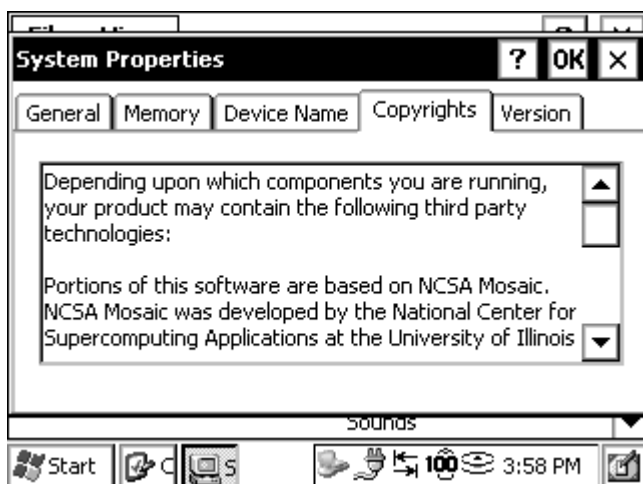 System Properties ? OK ×
General Memory Device Name Copyrights Version
Depending upon which components you are running,
your product may contain the following third party
technologies:
Portions of this software are based on NCSA Mosaic.
NCSA Mosaic was developed by the National Center for
Supercomputing Applications at the University of Illinois
Sounds
Start C S 100 3:58 PM